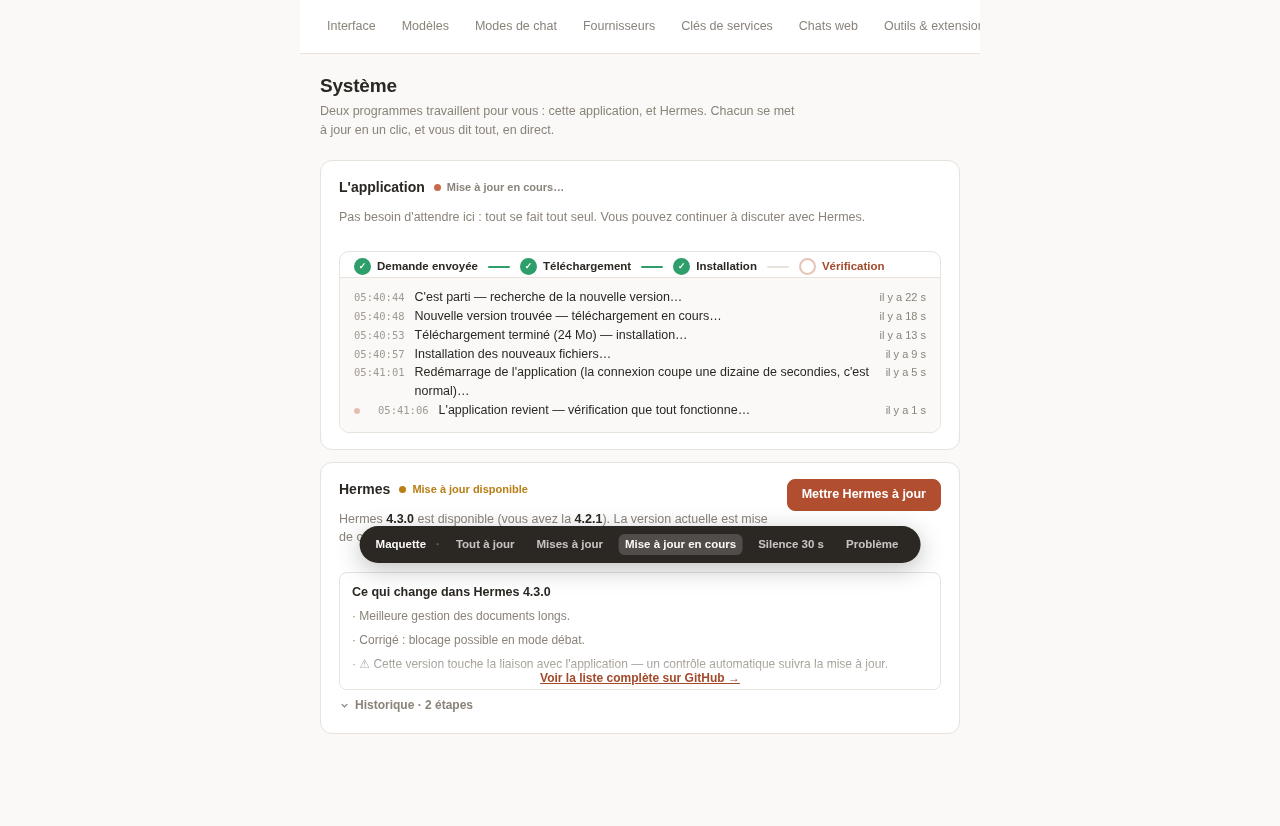 Interface Modèles Modes de chat Fournisseurs Clés de services Chats web Outils & extension
Système
Deux programmes travaillent pour vous : cette application, et Hermes. Chacun se met
à jour en un clic, et vous dit tout, en direct.
L'application Mise à jour en cours…
Pas besoin d'attendre ici : tout se fait tout seul. Vous pouvez continuer à discuter avec Hermes.
Demande envoyée Téléchargement Installation Vérification
05:40:44 C'est parti — recherche de la nouvelle version… il y a 22 s
05:40:48 Nouvelle version trouvée — téléchargement en cours… il y a 18 s
05:40:53 Téléchargement terminé (24 Mo) — installation… il y a 13 s
05:40:57 Installation des nouveaux fichiers… il y a 9 s
05:41:01 Redémarrage de l'application (la connexion coupe une dizaine de secondies, c'est il y a 5 s
normal)…
05:41:06 L'application revient — vérification que tout fonctionne… il y a 1 s
Hermes Mise à jour disponible
Mettre Hermes à jour
Hermes 4.3.0 est disponible (vous avez la 4.2.1). La version actuelle est mise
de
Maquette · Tout à jour Mises à jour Mise à jour en cours Silence 30 s Problème
Ce qui change dans Hermes 4.3.0
· Meilleure gestion des documents longs.
· Corrigé : blocage possible en mode débat.
· ⚠ Cette version touche la liaison avec l'application — un contrôle automatique suivra la mise à jour.
Voir la liste complète sur GitHub →
Historique · 2 étapes